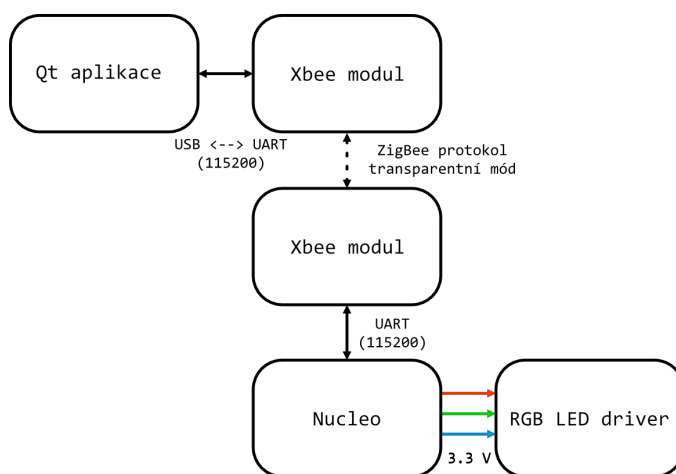 Qt aplikace
Xbee modul
USB <--> UART
(115200)
ZigBee protokol
transparentní mód
Xbee modul
UART
(115200)
Nucleo
RGB LED driver
3.3 V